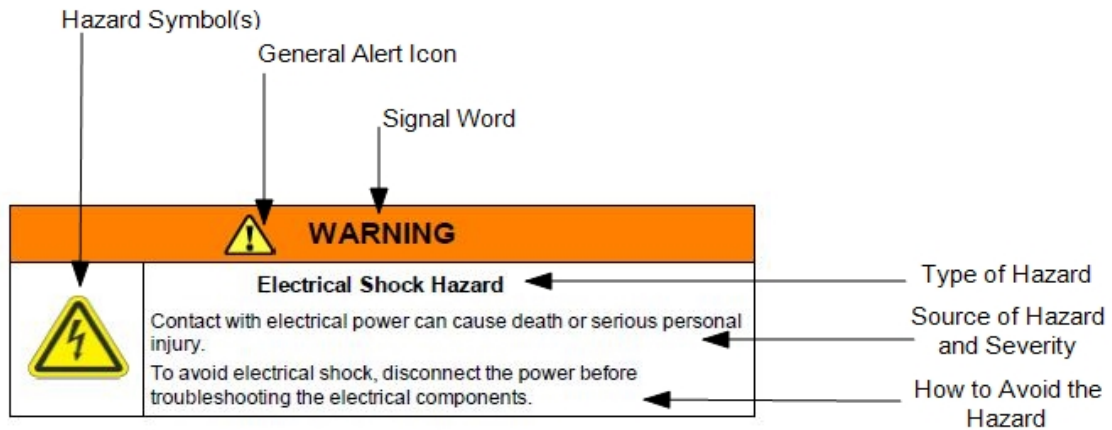 Hazard Symbol(s)
General Alert Icon
Signal Word
WARNING
Electrical Shock Hazard
Contact with electrical power can cause death or serious personal
injury.
To avoid electrical shock, disconnect the power before
troubleshooting the electrical components.
Type of Hazard
Source of Hazard
and Severity
How to Avoid the
Hazard